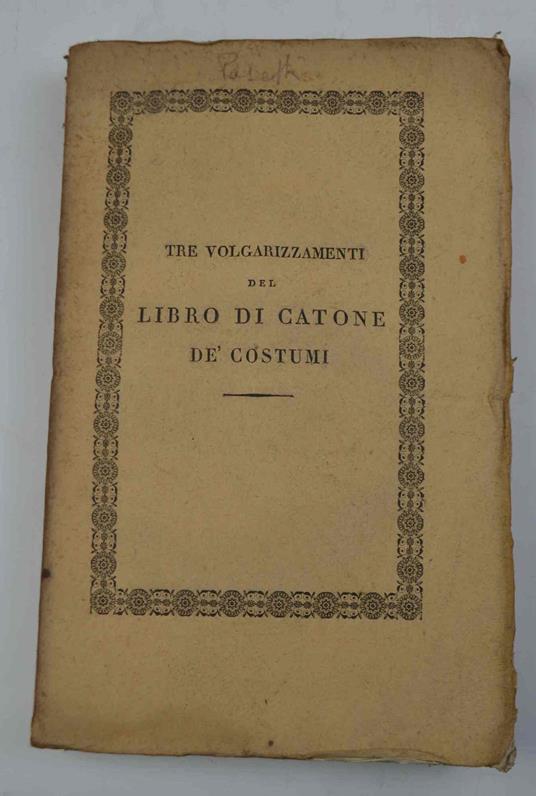 TRE VOLGARIZZAMENTI
DEL
LIBRO DI CATONE
DE' COSTUMI